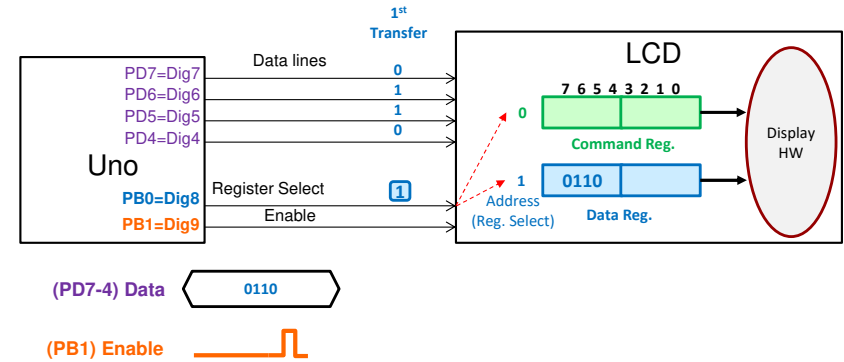 1st
Transfer
LCD
Data lines
PD7=Dig7
0
7 6 5 4 3 2 1 0
PD6=Dig6
1
PD5=Dig5
1
0
PD4=Dig4
0
Command Reg.
Display
HW
Uno
Register Select
1
1
0110
PB0=Dig8
Address
(Reg. Select)
Data Reg.
Enable
PB1=Dig9
(PD7-4) Data
0110
(PB1) Enable